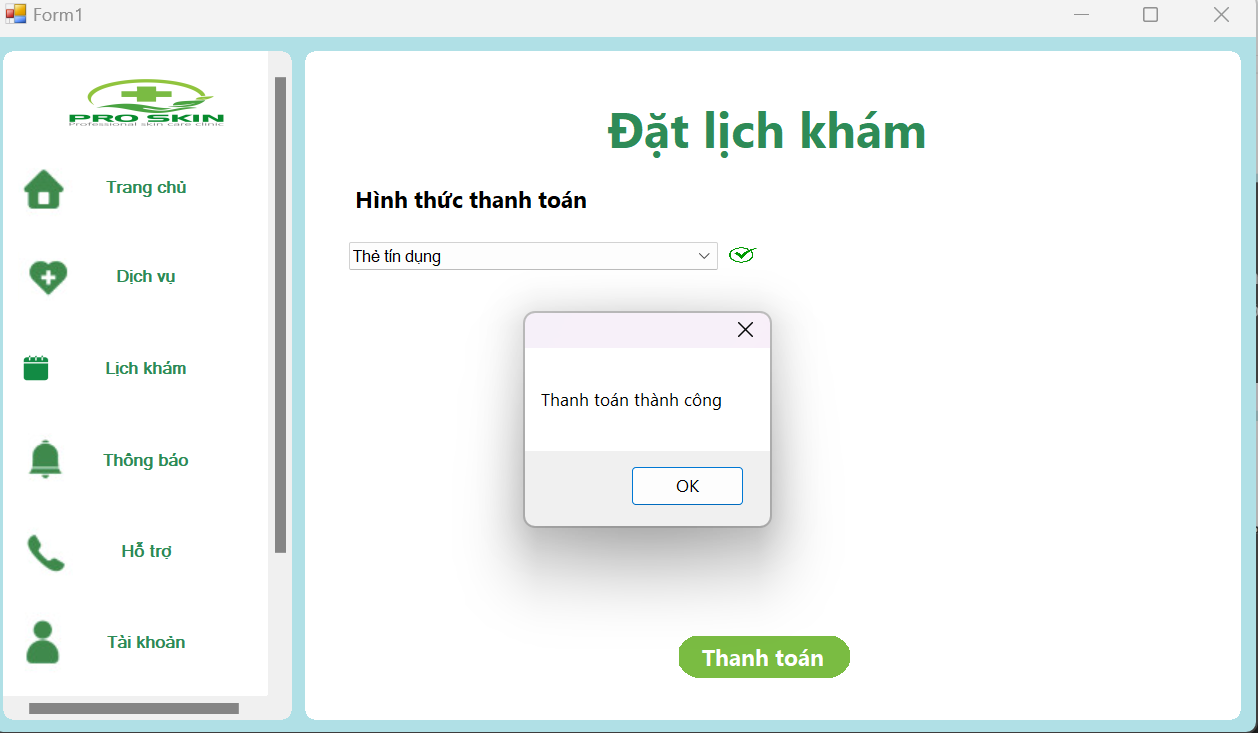 Form1
PRO SKIN
Professional skin care clinic
Trang chủ
Dịch vụ
Lịch khám
Thông báo
Hỗ trợ
Tài khoản
Đặt lịch khám
Hình thức thanh toán
Thẻ tín dụng
Thanh toán thành công
OK
Thanh toán